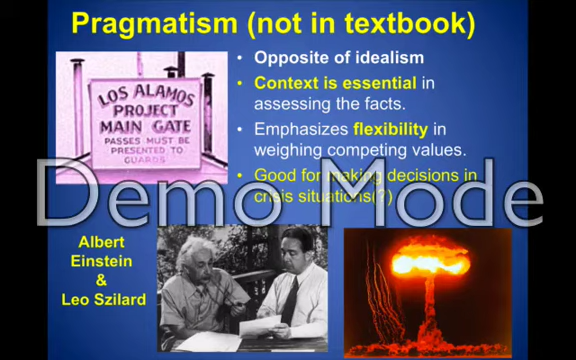 Pragmatism (not in textbook)
LOS ALAMOS
PROJECT
MAIN GATE
PASSES MUST BE
PRESENTED TO
GUARDS
• Opposite of idealism
• Context is essential in
assessing the facts.
• Emphasizes flexibility in
weighing competing values.
• Good for making decisions in
crisis situations(?)
Demo Mode
Albert
Einstein
&
Leo Szilard